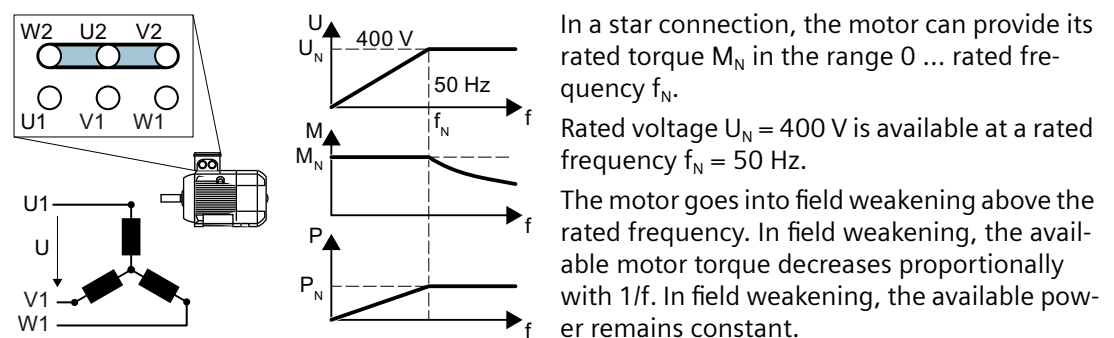 W2 U2 V2
U1 V1 W1
U1
U
V1
W1
U
U_N
400 V
50 Hz
f
f_N
M
M_N
f
P
P_N
f
In a star connection, the motor can provide its
rated torque M_N in the range 0 … rated fre-
quency f_N.
Rated voltage U_N = 400 V is available at a rated
frequency f_N = 50 Hz.
The motor goes into field weakening above the
rated frequency. In field weakening, the avail-
able motor torque decreases proportionally
with 1/f. In field weakening, the available pow-
er remains constant.